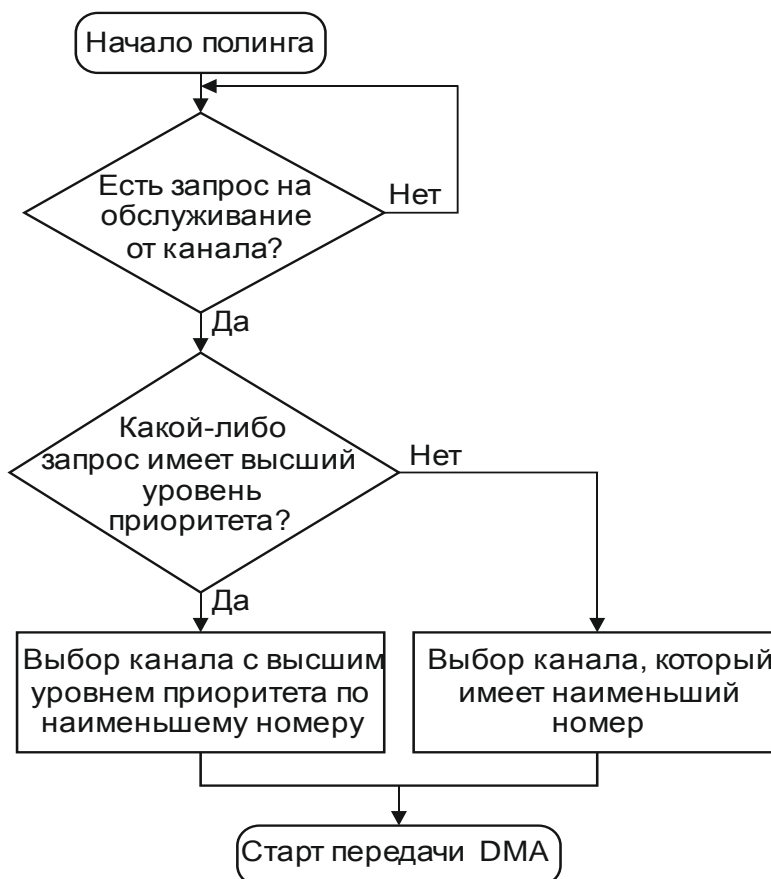 Начало полинга
Есть запрос на
обслуживание
от канала?
Нет
Да
Какой-либо
запрос имеет высший
уровень
приоритета?
Нет
Да
Выбор канала с высшим
уровнем приоритета по
наименьшему номеру
Выбор канала, который
имеет наименьший
номер
Старт передачи DMA